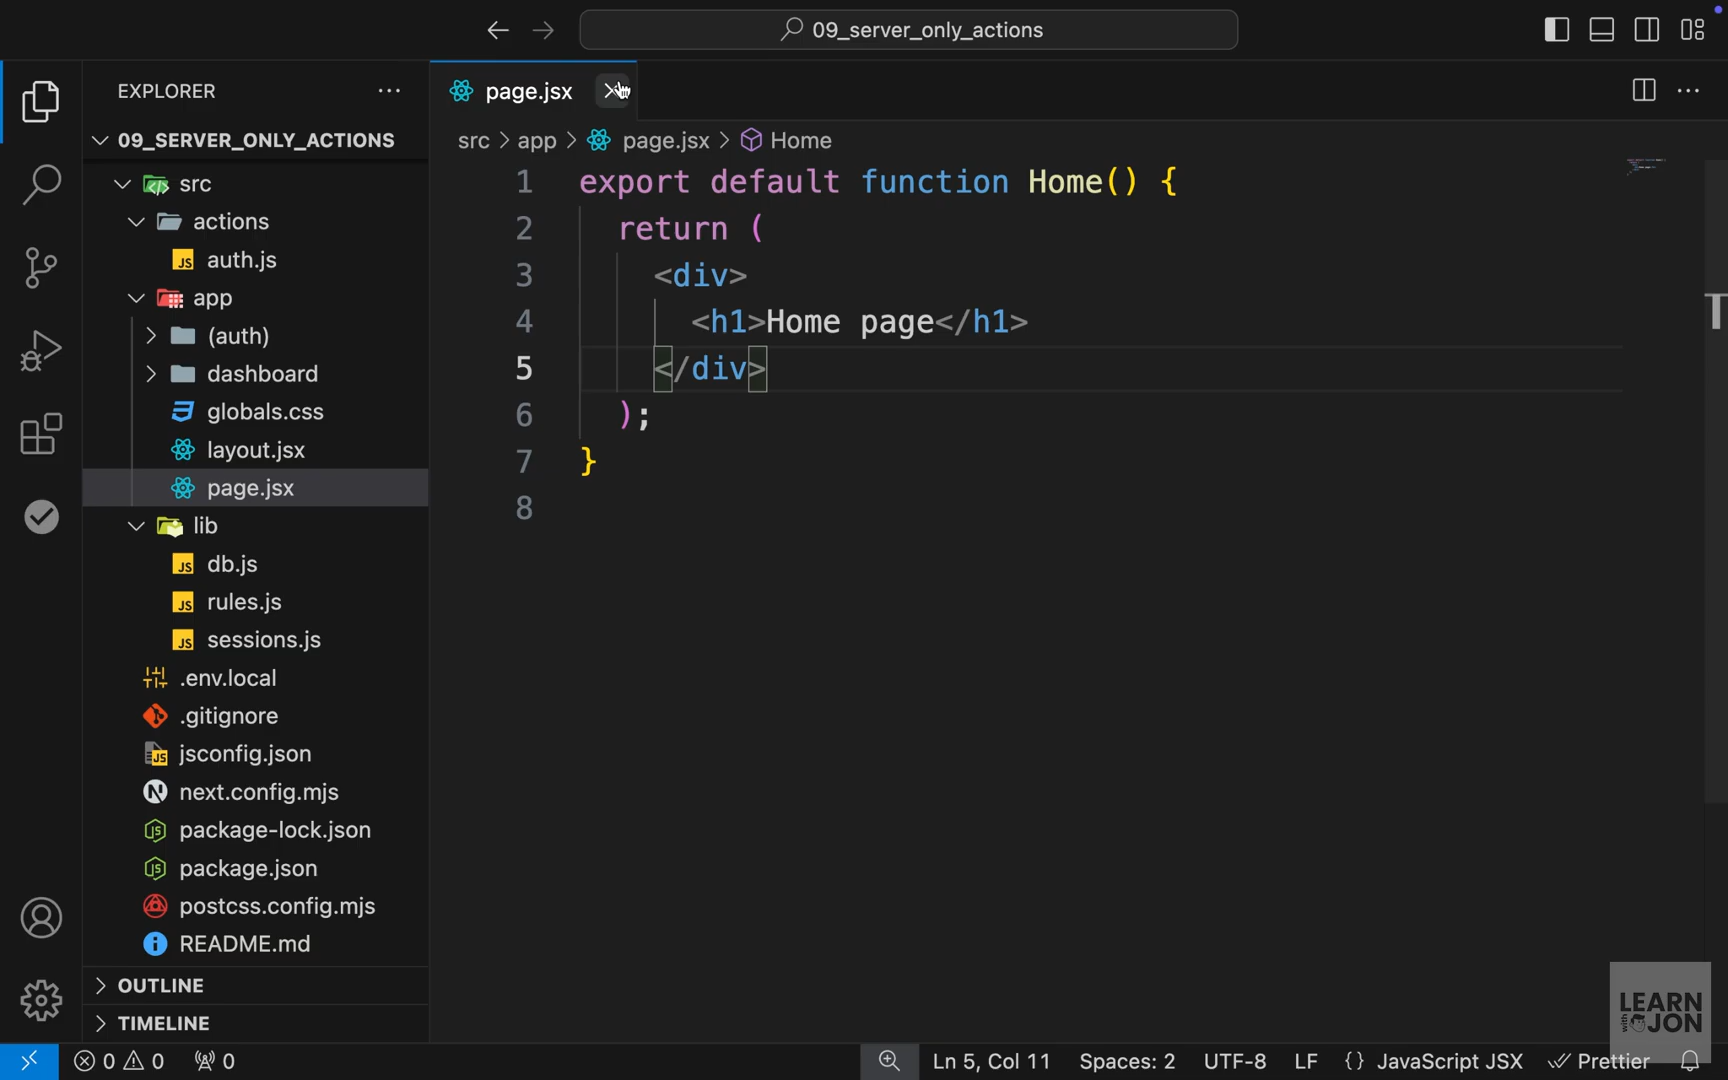 09_server_only_actions
EXPLORER
09_SERVER_ONLY_ACTIONS
src
actions
auth.js
app
(auth)
dashboard
globals.css
layout.jsx
page.jsx
lib
db.js
rules.js
sessions.js
.env.local
.gitignore
jsconfig.json
next.config.mjs
package-lock.json
package.json
postcss.config.mjs
README.md
OUTLINE
TIMELINE
page.jsx
src > app > page.jsx > Home
1 export default function Home() {
2 return (
3 <div>
4 <h1>Home page</h1>
5 </div>
6 );
7 }
8
LEARN
with JON
0 0 0 Ln 5, Col 11 Spaces: 2 UTF-8 LF {} JavaScript JSX Prettier